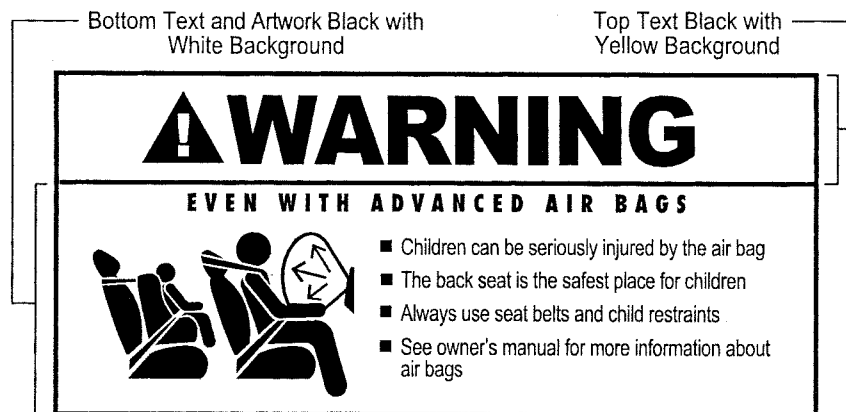 Bottom Text and Artwork Black with
White Background
Top Text Black with
Yellow Background
WARNING
EVEN WITH ADVANCED AIR BAGS
■ Children can be seriously injured by the air bag
■ The back seat is the safest place for children
■ Always use seat belts and child restraints
■ See owner's manual for more information about
air bags